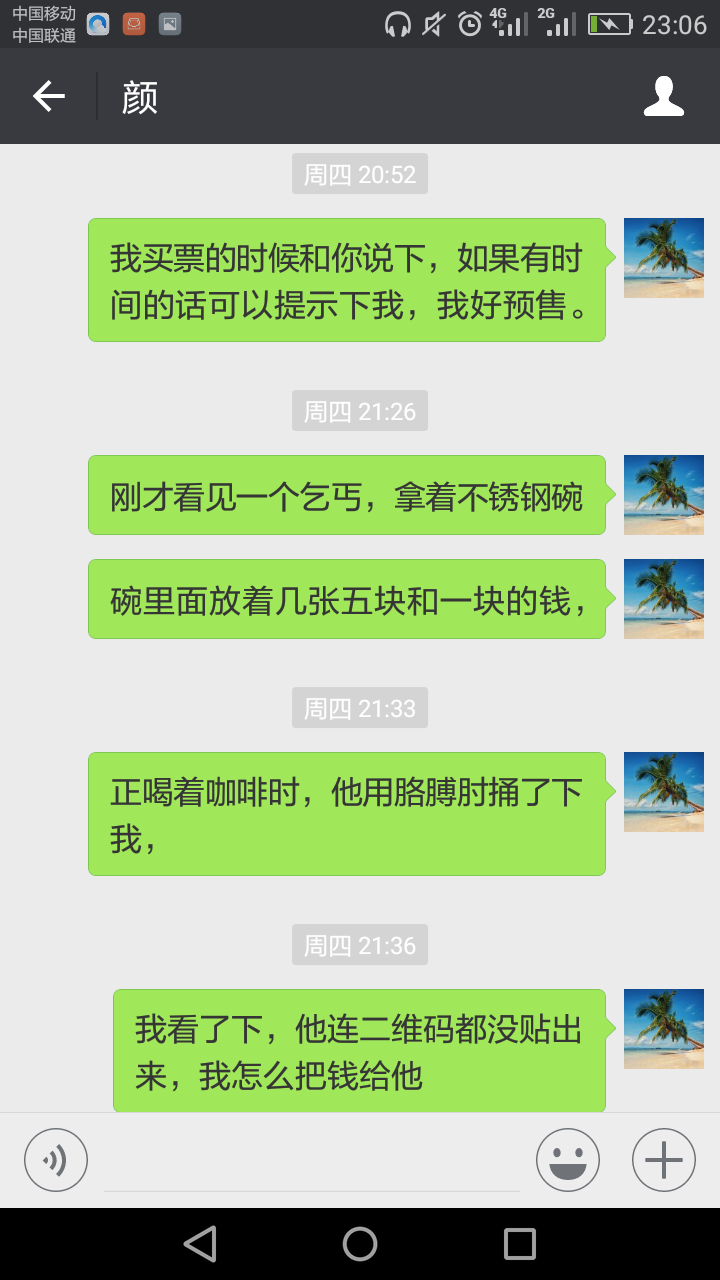 中国移动
中国联通
4G
2G
23:06
颜
周四 20:52
我买票的时候和你说下，如果有时
间的话可以提示下我，我好预售。
周四 21:26
刚才看见一个乞丐，拿着不锈钢碗
碗里面放着几张五块和一块的钱，
周四 21:33
正喝着咖啡时，他用胳膊肘捅了下
我，
周四 21:36
我看了下，他连二维码都没贴出
来，我怎么把钱给他